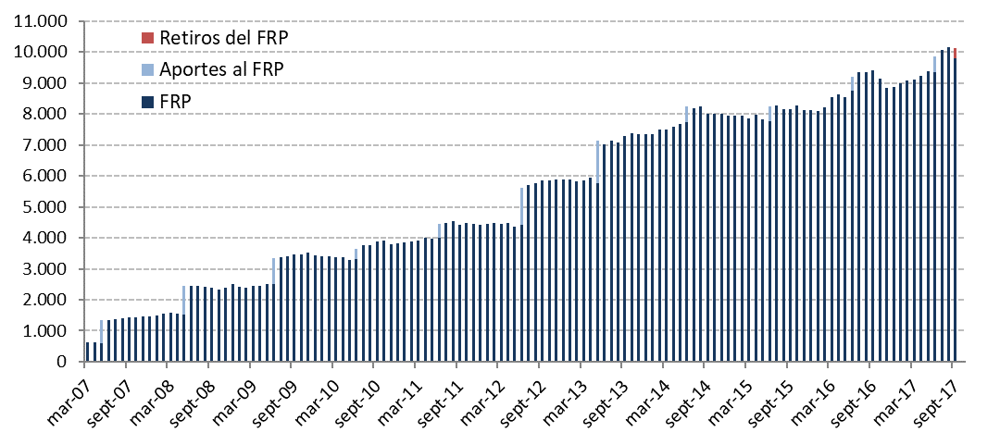 11.000
10.000
9.000
8.000
7.000
6.000
5.000
4.000
3.000
2.000
1.000
0
Retiros del FRP
Aportes al FRP
FRP
mar-07
sept-07
mar-08
sept-08
mar-09
sept-09
mar-10
sept-10
mar-11
sept-11
mar-12
sept-12
mar-13
sept-13
mar-14
sept-14
mar-15
sept-15
mar-16
sept-16
mar-17
sept-17